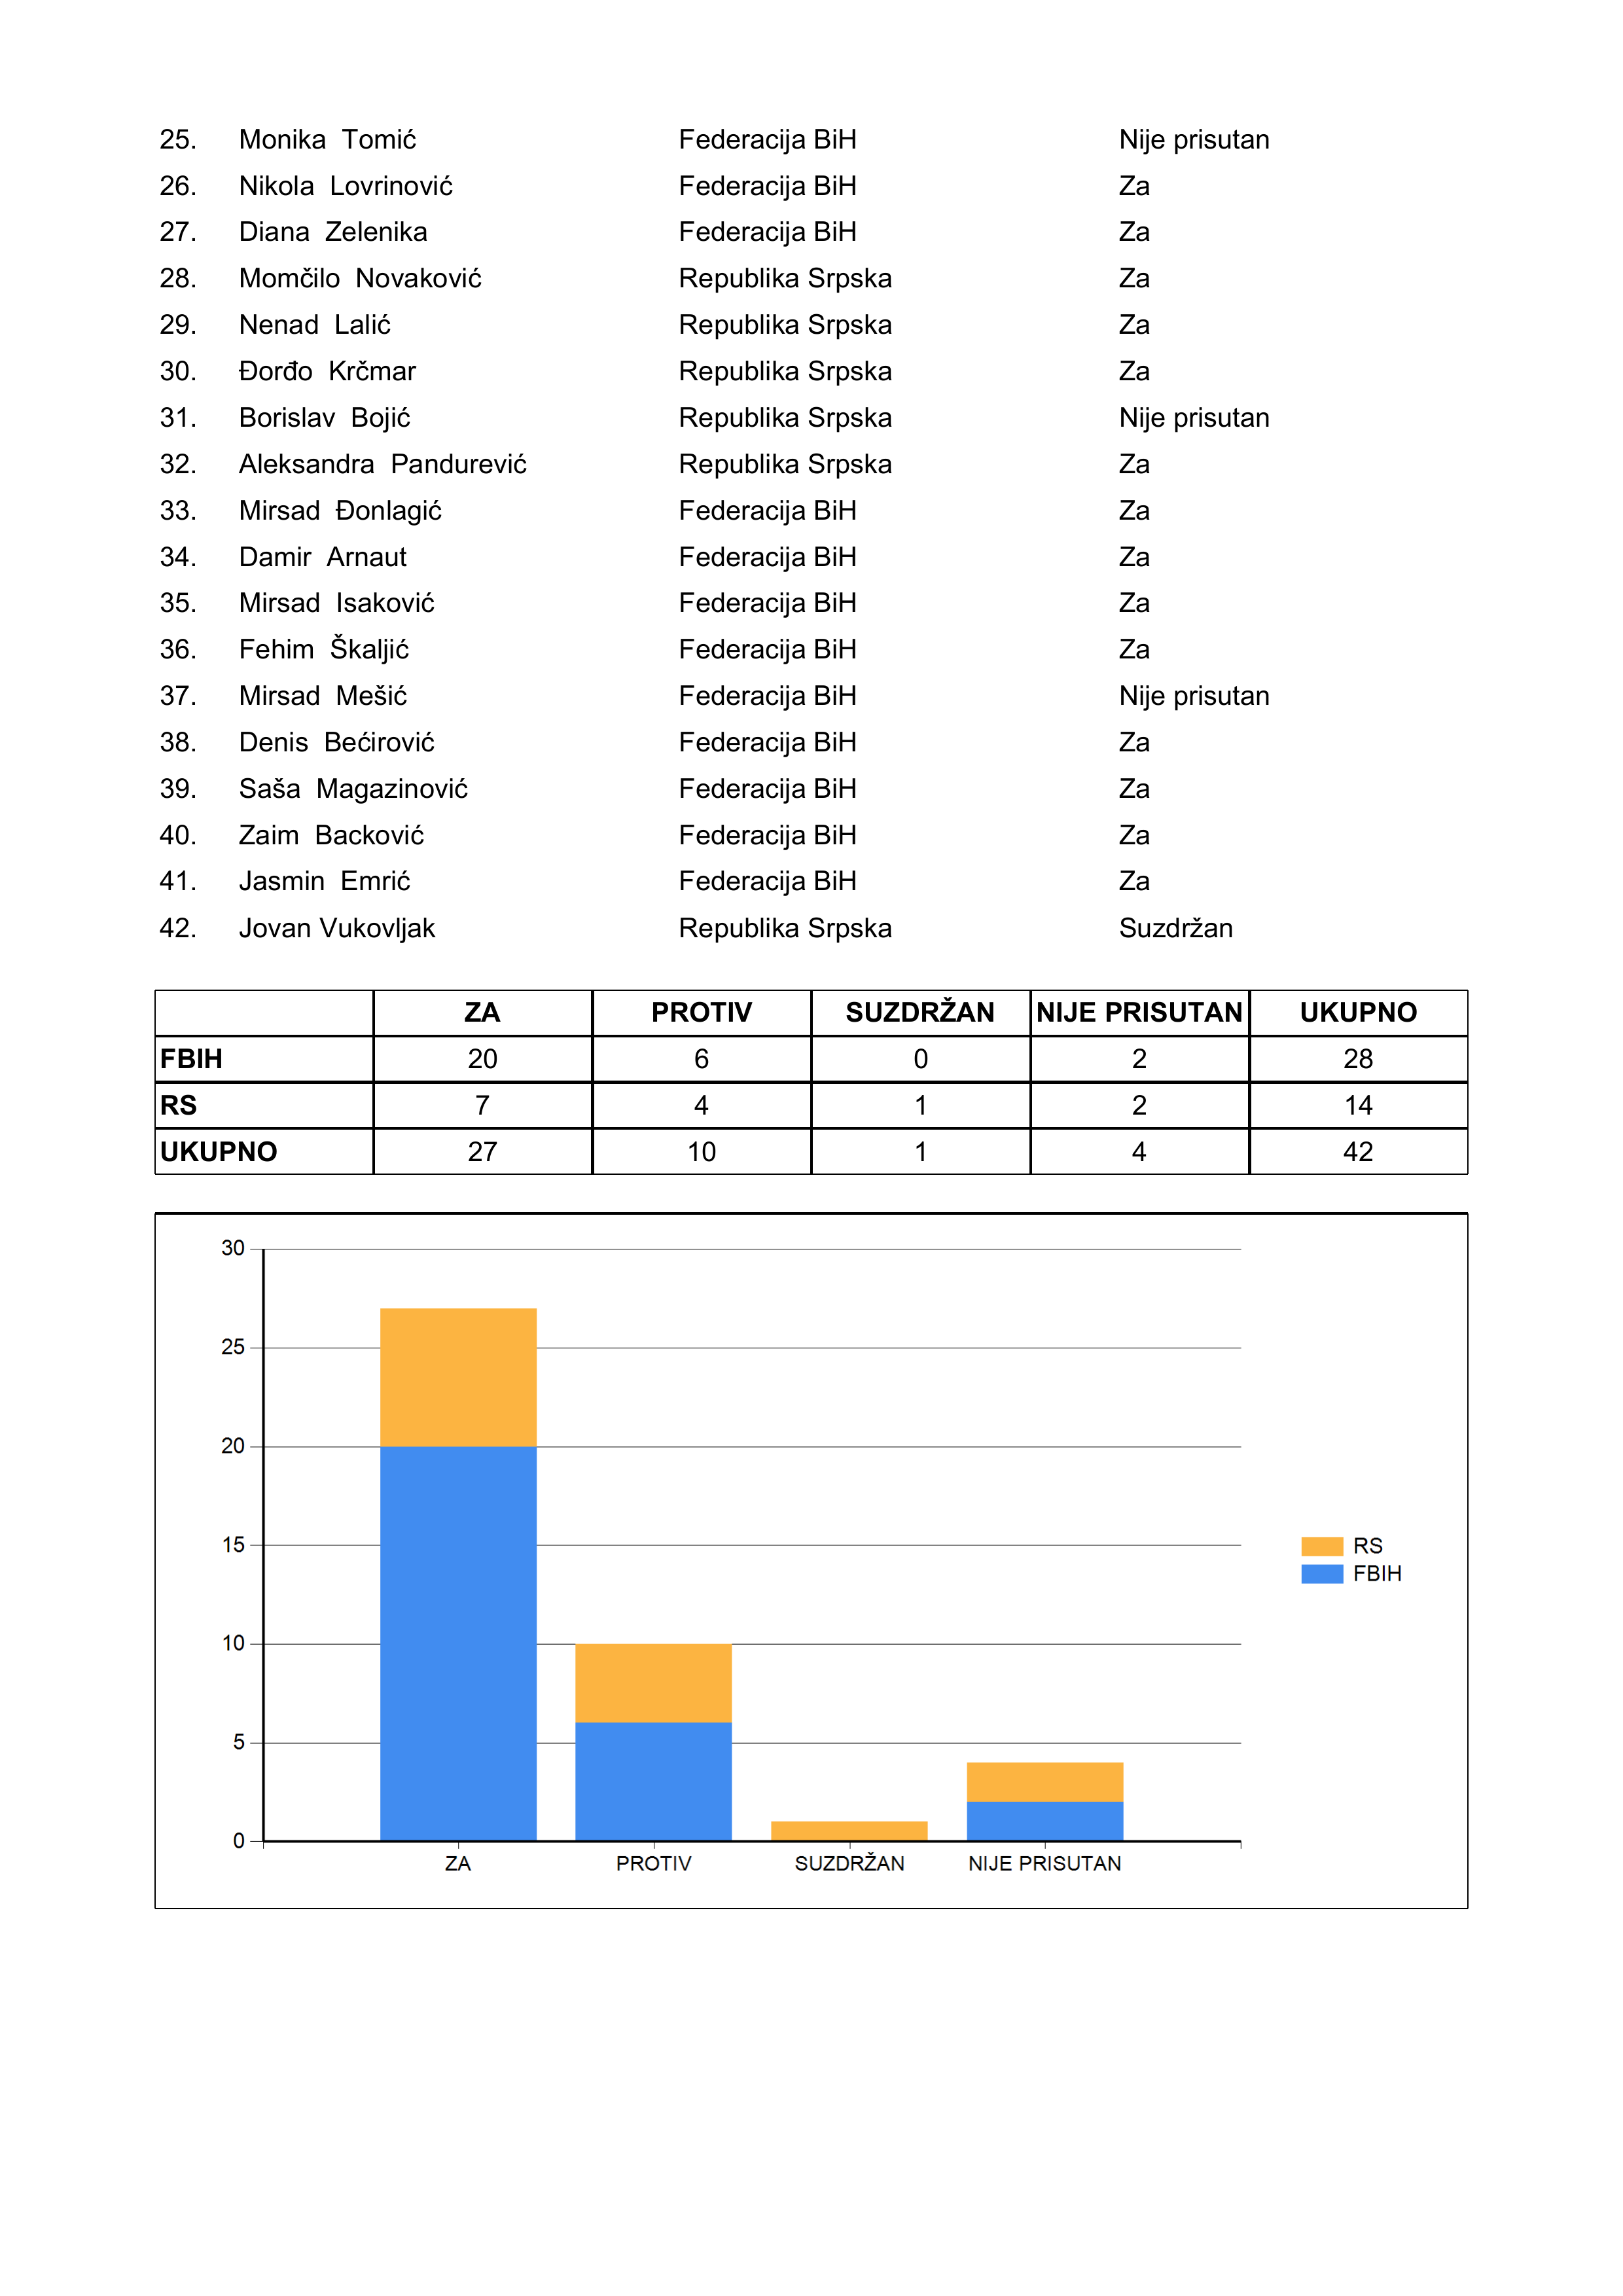 25. Monika Tomić Federacija BiH Nije prisutan
26. Nikola Lovrinović Federacija BiH Za
27. Diana Zelenika Federacija BiH Za
28. Momčilo Novaković Republika Srpska Za
29. Nenad Lalić Republika Srpska Za
30. Đorđo Krčmar Republika Srpska Za
31. Borislav Bojić Republika Srpska Nije prisutan
32. Aleksandra Pandurević Republika Srpska Za
33. Mirsad Đonlagić Federacija BiH Za
34. Damir Arnaut Federacija BiH Za
35. Mirsad Isaković Federacija BiH Za
36. Fehim Škaljić Federacija BiH Za
37. Mirsad Mešić Federacija BiH Nije prisutan
38. Denis Bećirović Federacija BiH Za
39. Saša Magazinović Federacija BiH Za
40. Zaim Backović Federacija BiH Za
41. Jasmin Emrić Federacija BiH Za
42. Jovan Vukovljak Republika Srpska Suzdržan
ZA PROTIV SUZDRŽAN NIJE PRISUTAN UKUPNO
FBIH 20 6 0 2 28
RS 7 4 1 2 14
UKUPNO 27 10 1 4 42
30
25
20
15
10
5
0
ZA PROTIV SUZDRŽAN NIJE PRISUTAN
RS
FBIH